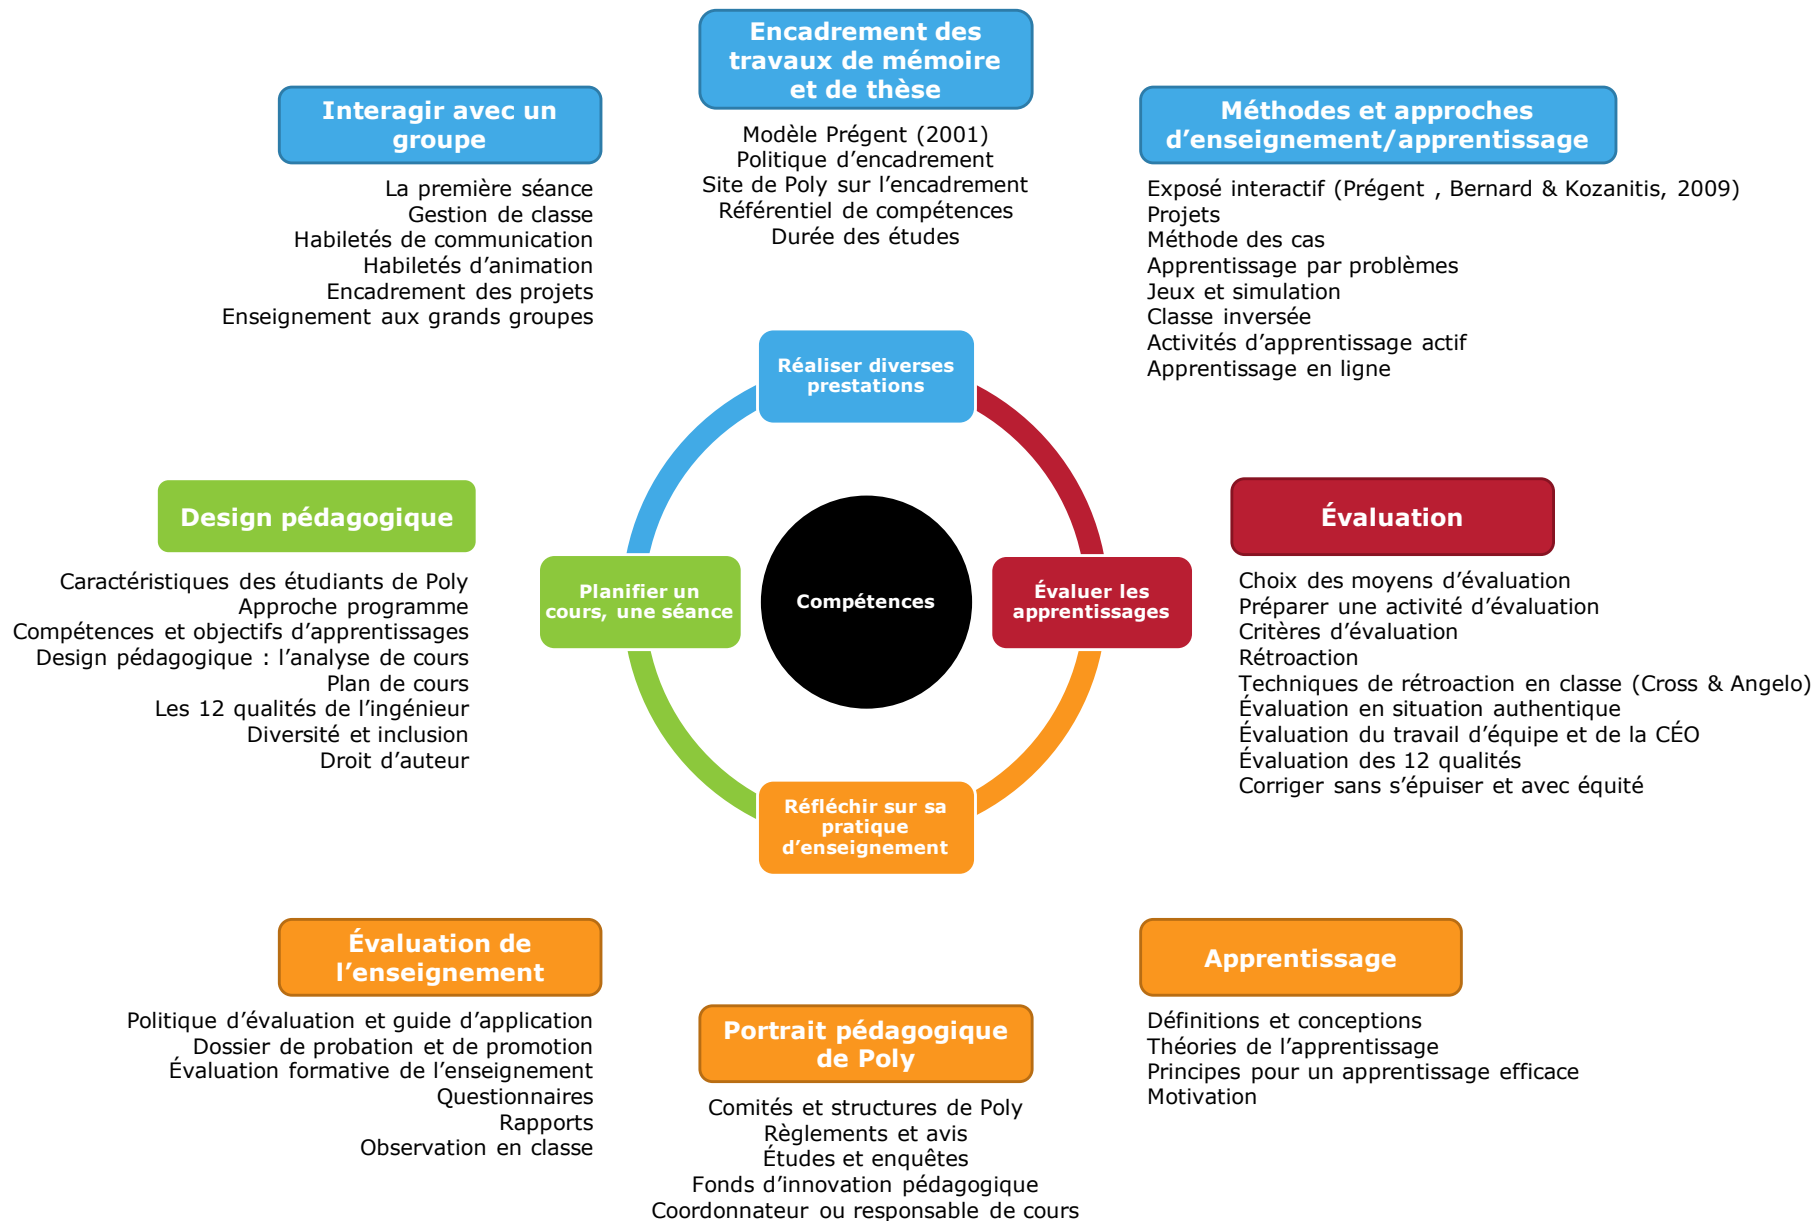 Encadrement des
travaux de mémoire
et de thèse
Modèle Prégent (2001)
Politique d’encadrement
Site de Poly sur l’encadrement
Référentiel de compétences
Durée des études
Interagir avec un
groupe
La première séance
Gestion de classe
Habiletés de communication
Habiletés d’animation
Encadrement des projets
Enseignement aux grands groupes
Méthodes et approches
d’enseignement/apprentissage
Exposé interactif (Prégent , Bernard & Kozanitis, 2009)
Projets
Méthode des cas
Apprentissage par problèmes
Jeux et simulation
Classe inversée
Activités d’apprentissage actif
Apprentissage en ligne
Réaliser diverses
prestations
Design pédagogique
Caractéristiques des étudiants de Poly
Approche programme
Compétences et objectifs d’apprentissages
Design pédagogique : l’analyse de cours
Plan de cours
Les 12 qualités de l’ingénieur
Diversité et inclusion
Droit d’auteur
Planifier un
cours, une séance
Compétences
Évaluer les
apprentissages
Évaluation
Choix des moyens d’évaluation
Préparer une activité d’évaluation
Critères d’évaluation
Rétroaction
Techniques de rétroaction en classe (Cross & Angelo)
Évaluation en situation authentique
Évaluation du travail d’équipe et de la CÉO
Évaluation des 12 qualités
Corriger sans s’épuiser et avec équité
Réfléchir sur sa
pratique
d’enseignement
Évaluation de
l’enseignement
Politique d’évaluation et guide d’application
Dossier de probation et de promotion
Évaluation formative de l’enseignement
Questionnaires
Rapports
Observation en classe
Portrait pédagogique
de Poly
Comités et structures de Poly
Règlements et avis
Études et enquêtes
Fonds d’innovation pédagogique
Coordonnateur ou responsable de cours
Apprentissage
Définitions et conceptions
Théories de l’apprentissage
Principes pour un apprentissage efficace
Motivation